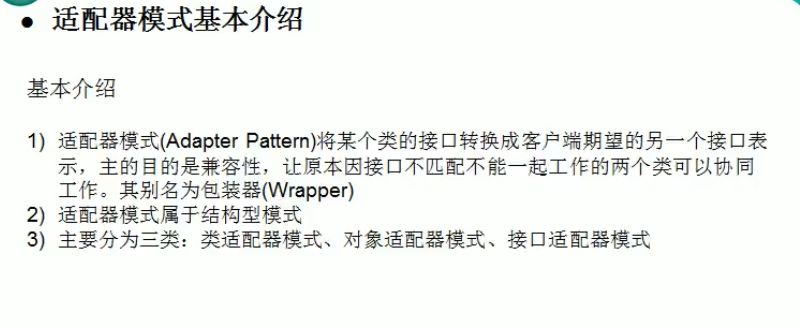 ● 适配器模式基本介绍
基本介绍
1) 适配器模式(Adapter Pattern)将某个类的接口转换成客户端期望的另一个接口表
示，主的目的是兼容性，让原本因接口不匹配不能一起工作的两个类可以协同
工作。其别名为包装器(Wrapper)
2) 适配器模式属于结构型模式
3) 主要分为三类：类适配器模式、对象适配器模式、接口适配器模式